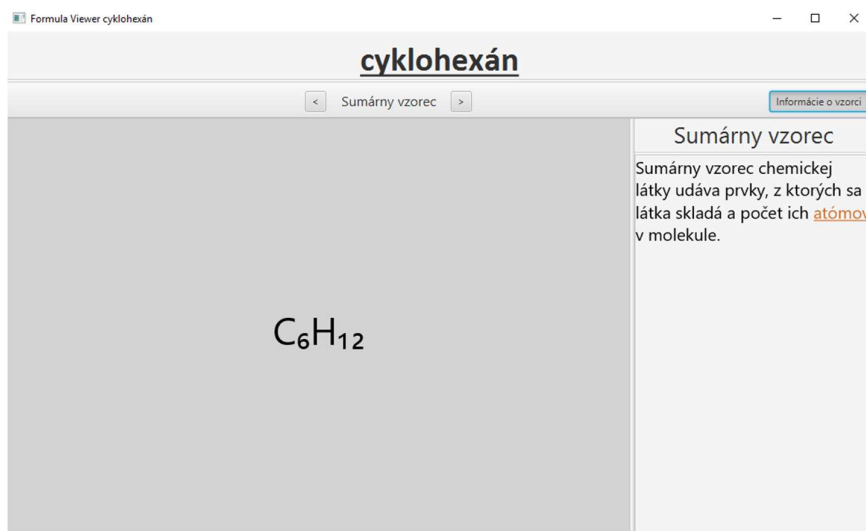 Formula Viewer cyklohexán
cyklohexán
< Sumárny vzorec >
Informácie o vzorci
Sumárny vzorec
Sumárny vzorec chemickej
látky udáva prvky, z ktorých sa
látka skladá a počet ich atómov
v molekule.
C₆H₁₂